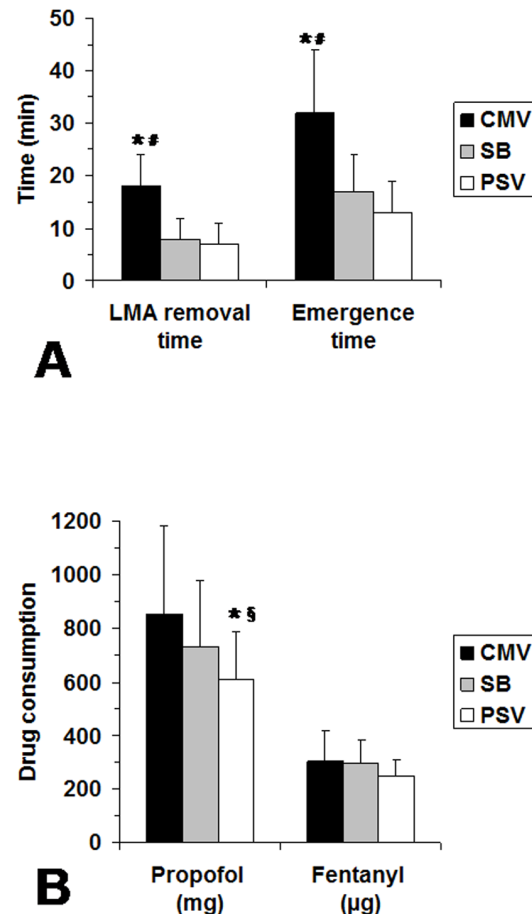 50
40
30
20
10
0
Time (min)
*#
*#
CMV
SB
PSV
LMA removal time
Emergence time
A
1200
1000
800
600
400
200
0
Drug consumption
*§
CMV
SB
PSV
Propofol (mg)
Fentanyl (µg)
B